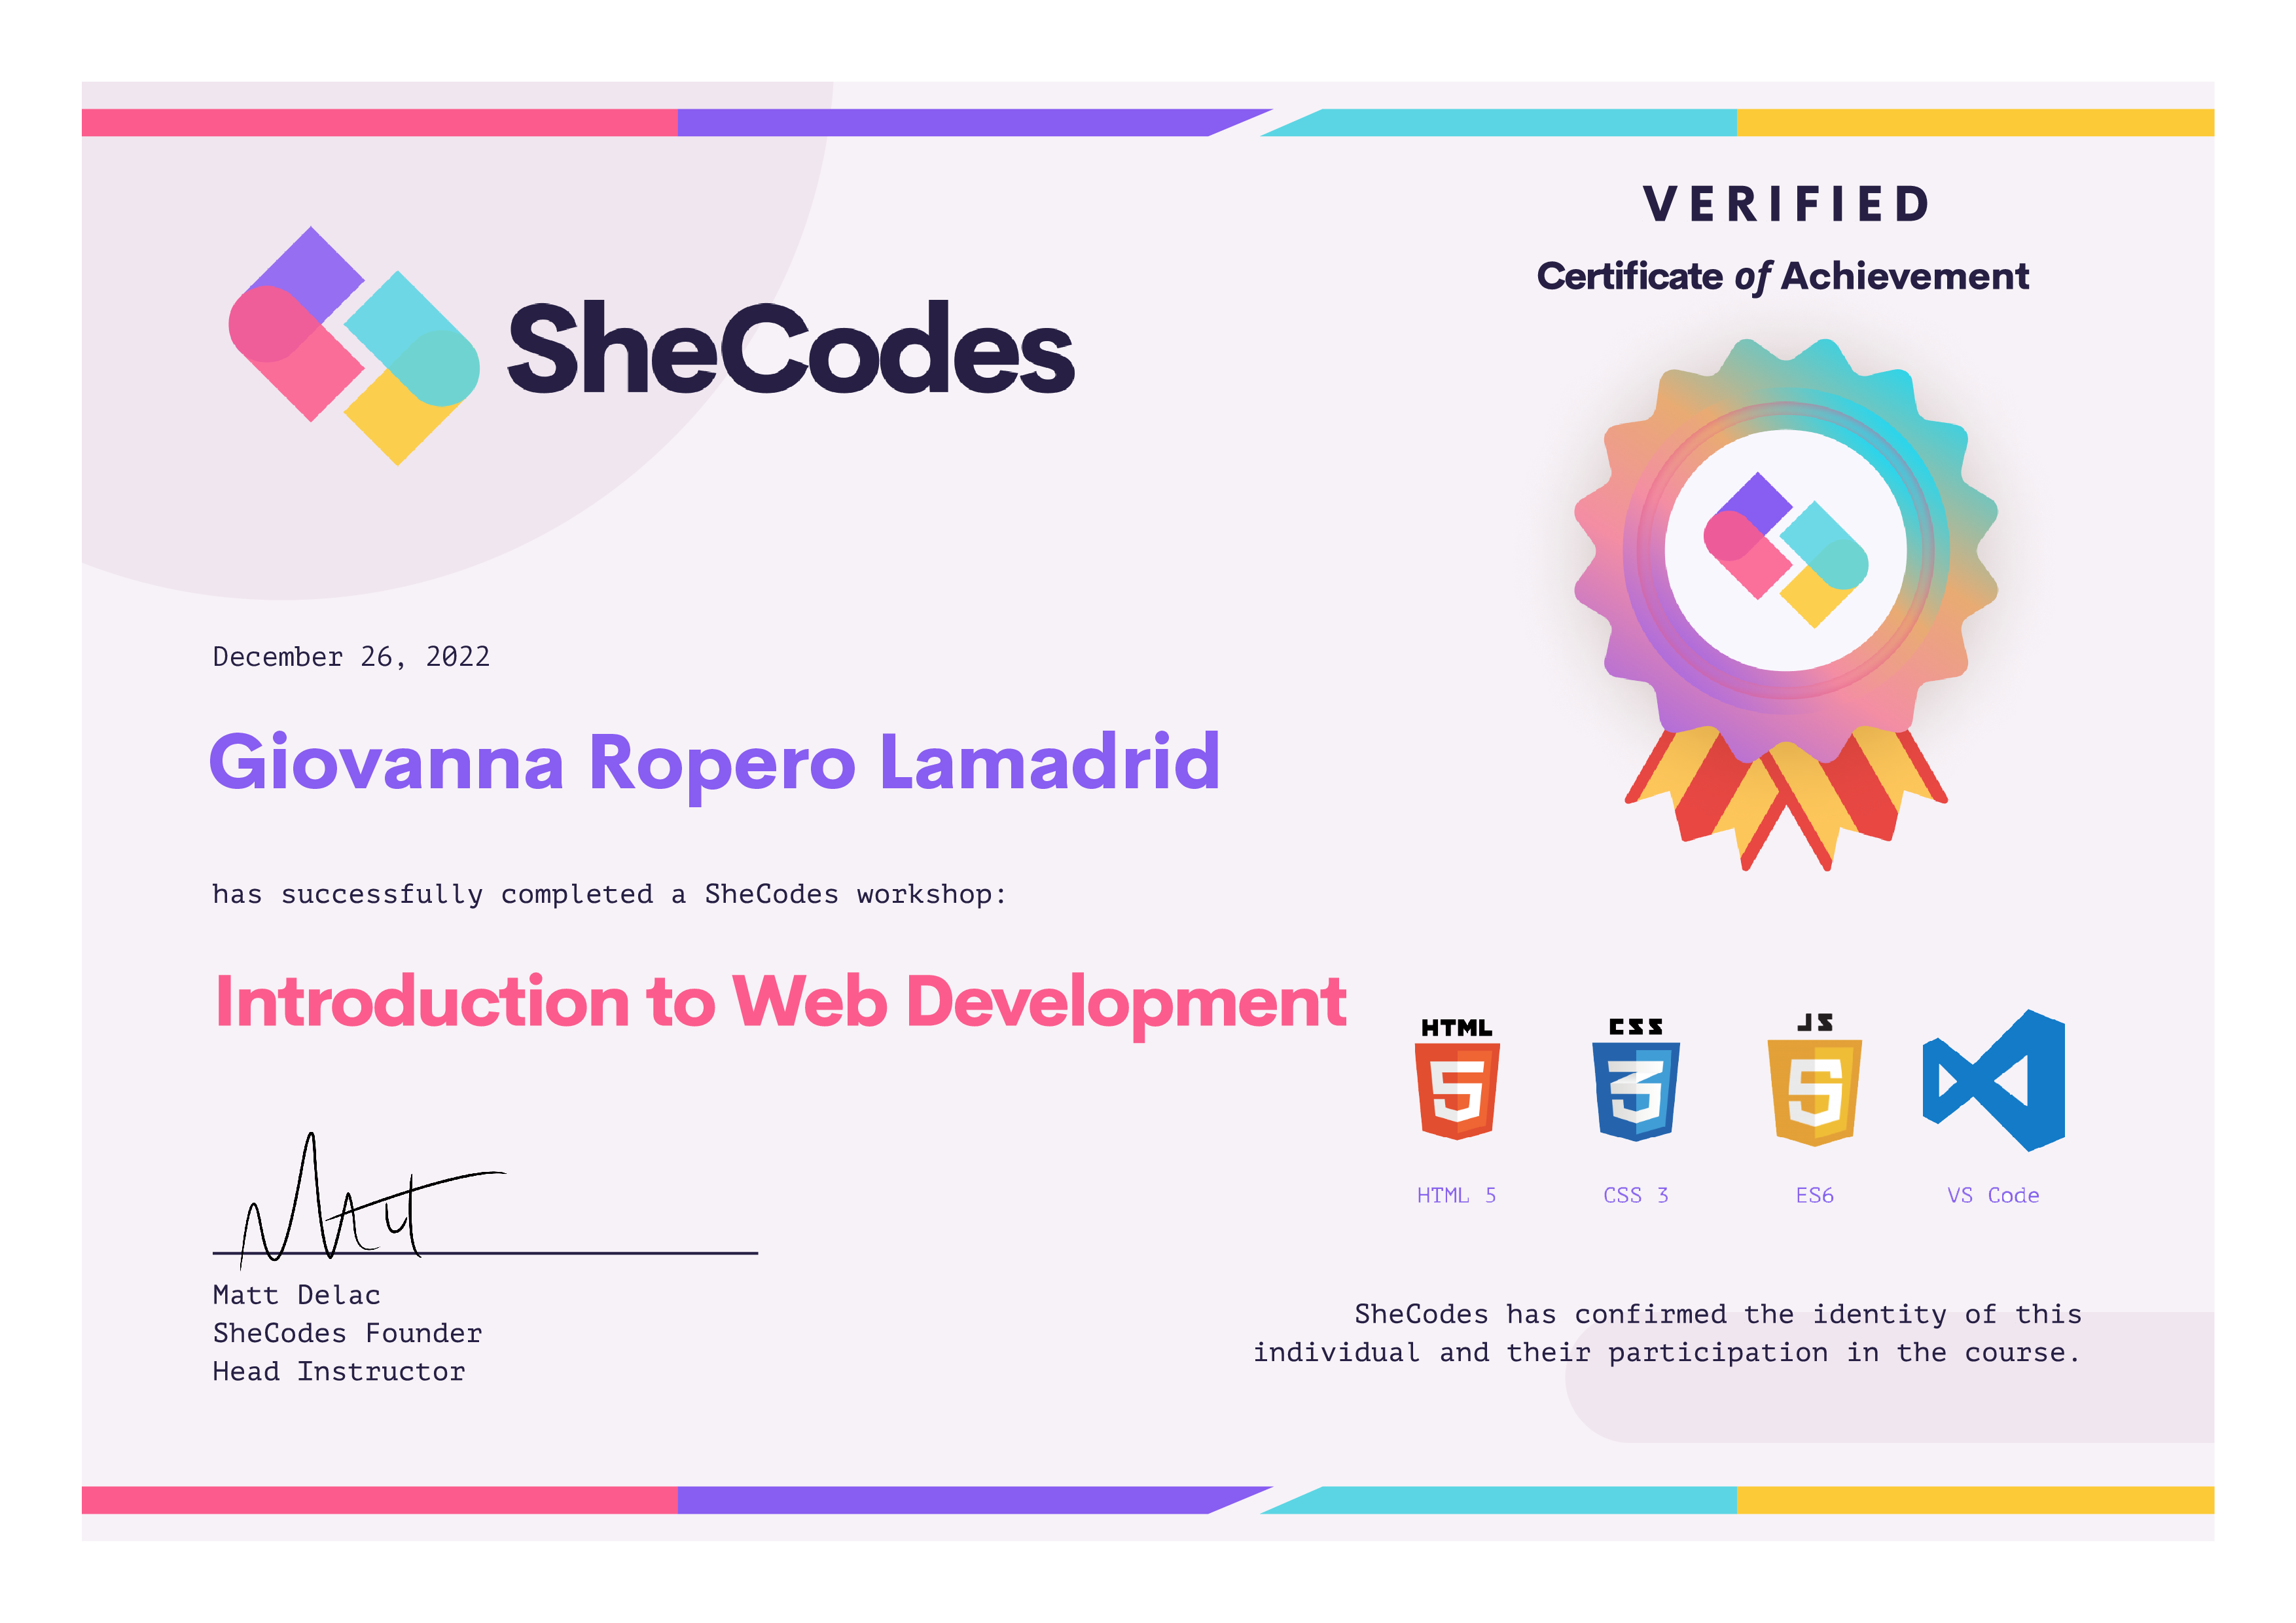 VERIFIED
Certificate of Achievement
SheCodes
December 26, 2022
Giovanna Ropero Lamadrid
has successfully completed a SheCodes workshop:
Introduction to Web Development
HTML
CSS
JS
HTML 5
CSS 3
ES6
VS Code
Matt
Matt Delac
SheCodes Founder
Head Instructor
SheCodes has confirmed the identity of this
individual and their participation in the course.